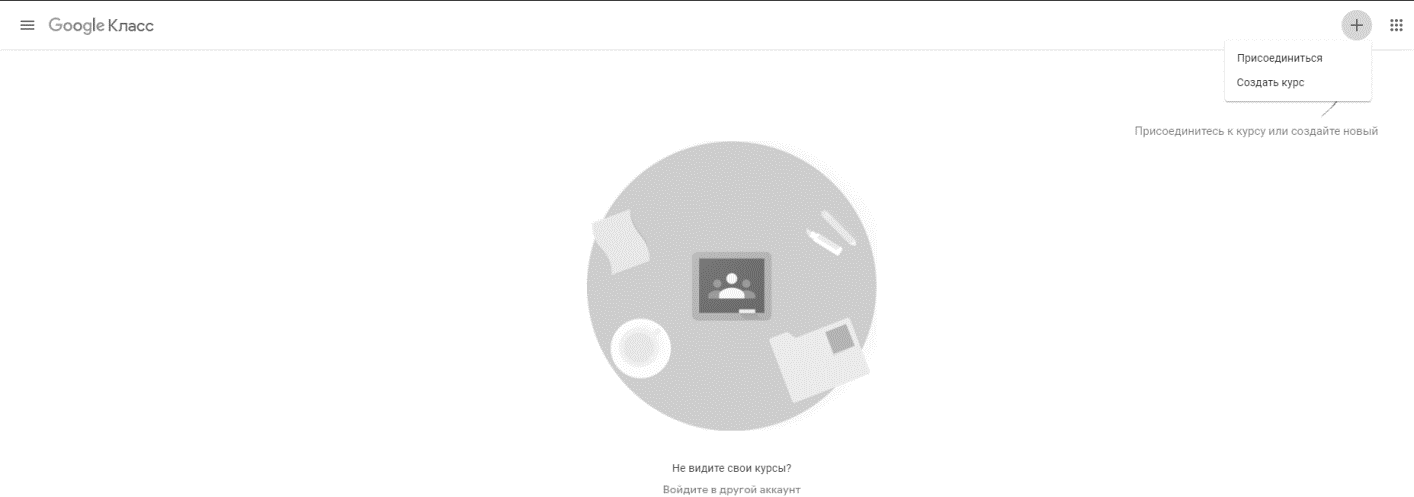 Google Класс
Присоединиться
Создать курс
Присоединитесь к курсу или создайте новый
Не видите свои курсы?
Войдите в другой аккаунт